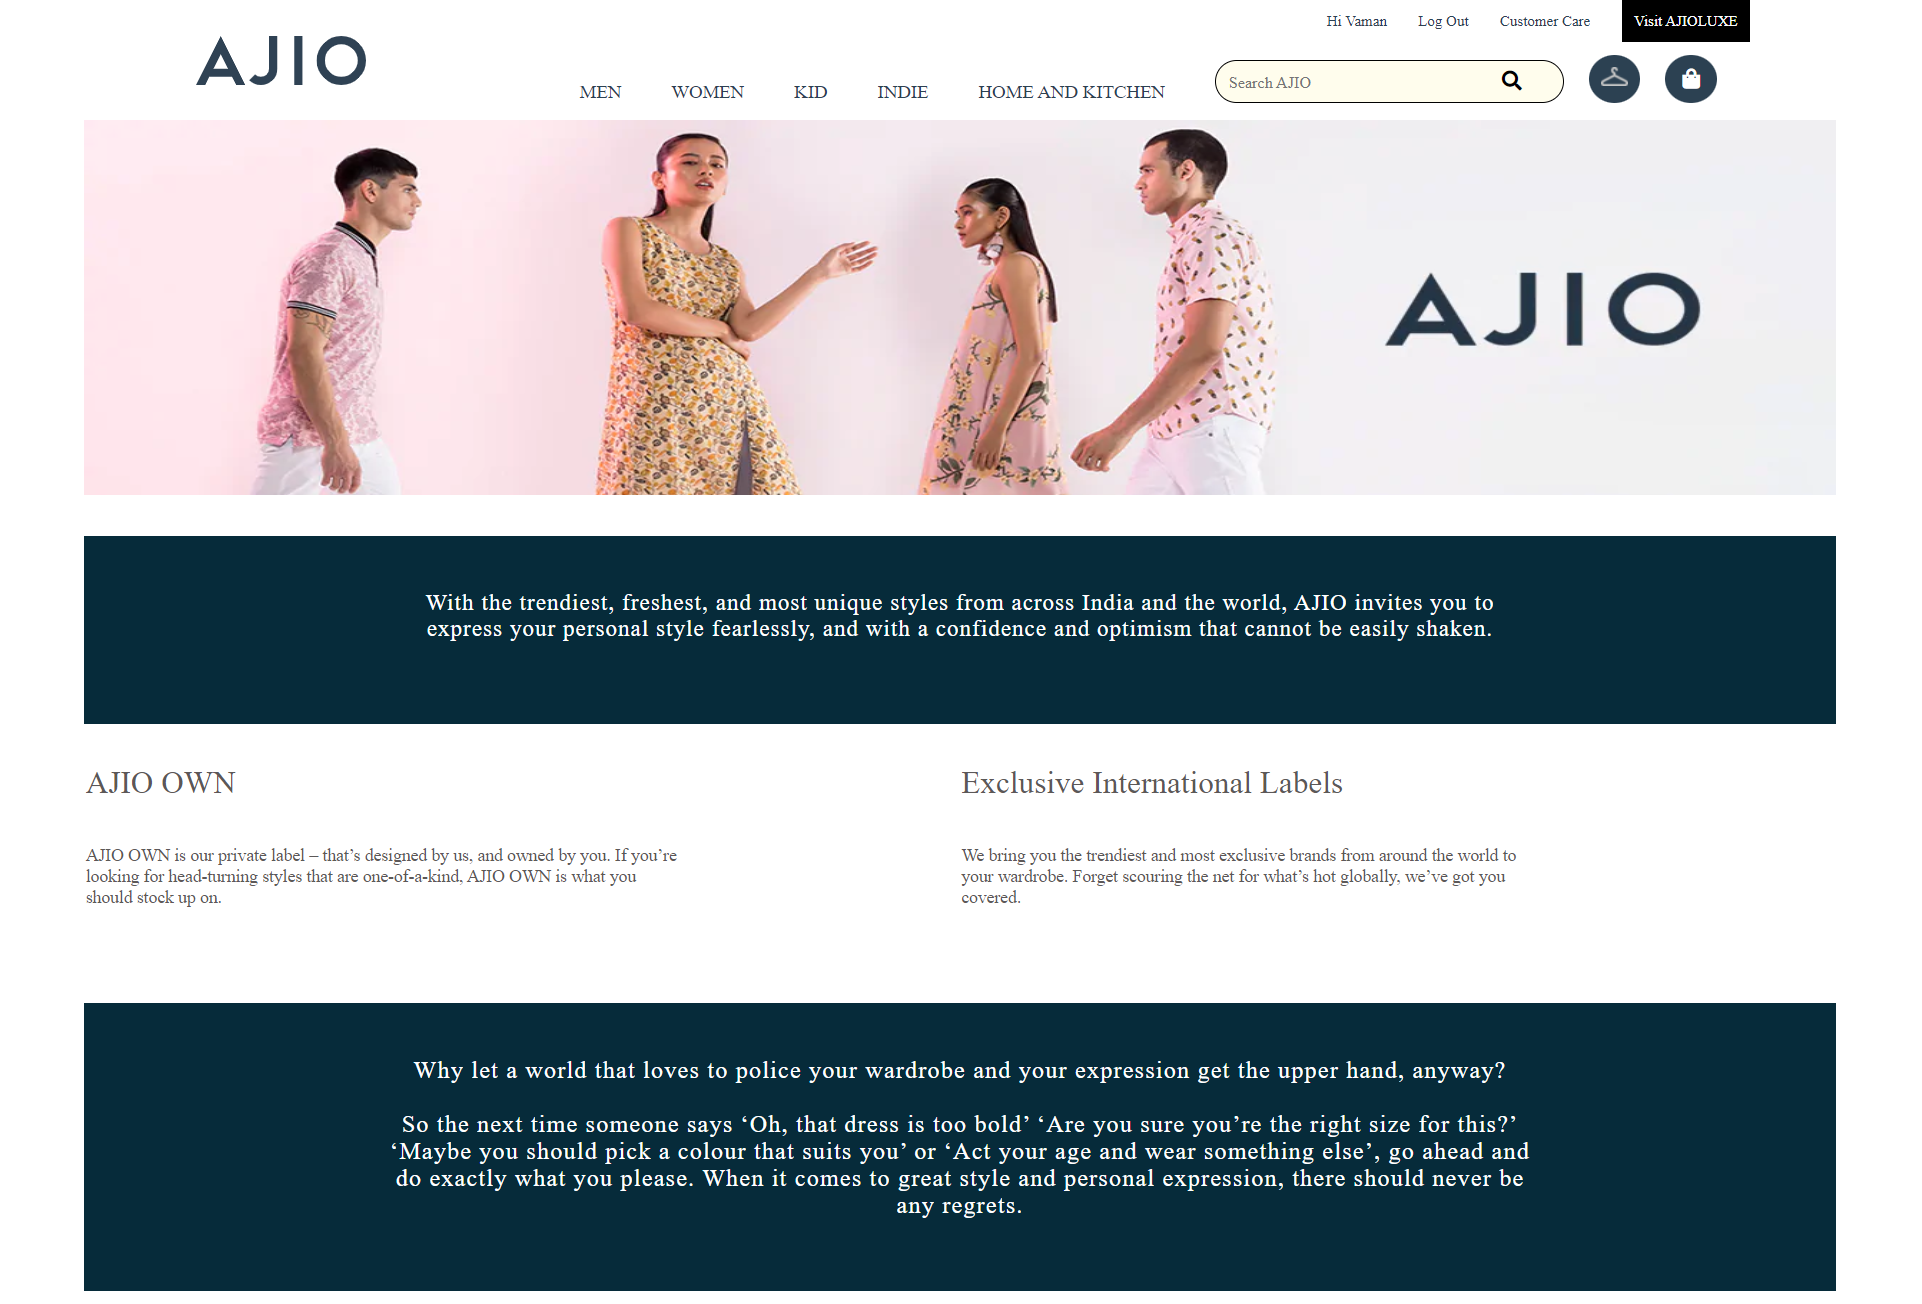 Hi Vaman Log Out Customer Care Visit AJIOLUXE
AJIO
MEN WOMEN KID INDIE HOME AND KITCHEN Search AJIO
AJIO
With the trendiest, freshest, and most unique styles from across India and the world, AJIO invites you to
express your personal style fearlessly, and with a confidence and optimism that cannot be easily shaken.
AJIO OWN
AJIO OWN is our private label – that’s designed by us, and owned by you. If you’re
looking for head-turning styles that are one-of-a-kind, AJIO OWN is what you
should stock up on.
Exclusive International Labels
We bring you the trendiest and most exclusive brands from around the world to
your wardrobe. Forget scouring the net for what’s hot globally, we’ve got you
covered.
Why let a world that loves to police your wardrobe and your expression get the upper hand, anyway?
So the next time someone says ‘Oh, that dress is too bold’ ‘Are you sure you’re the right size for this?’
‘Maybe you should pick a colour that suits you’ or ‘Act your age and wear something else’, go ahead and
do exactly what you please. When it comes to great style and personal expression, there should never be
any regrets.